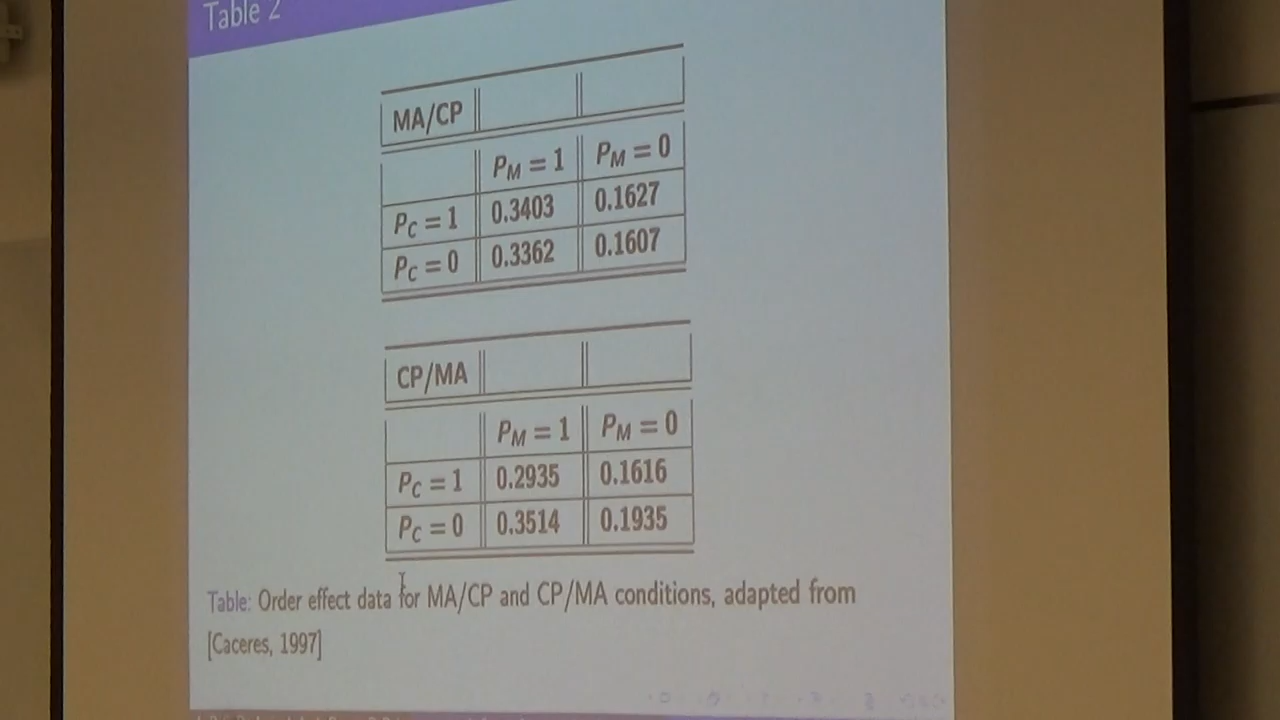 Table 2
MA/CP
P_M = 1 P_M = 0
P_C = 1 0.3403 0.1627
P_C = 0 0.3362 0.1607
CP/MA
P_M = 1 P_M = 0
P_C = 1 0.2935 0.1616
P_C = 0 0.3514 0.1935
Table: Order effect data for MA/CP and CP/MA conditions, adapted from
[Caceres, 1997]